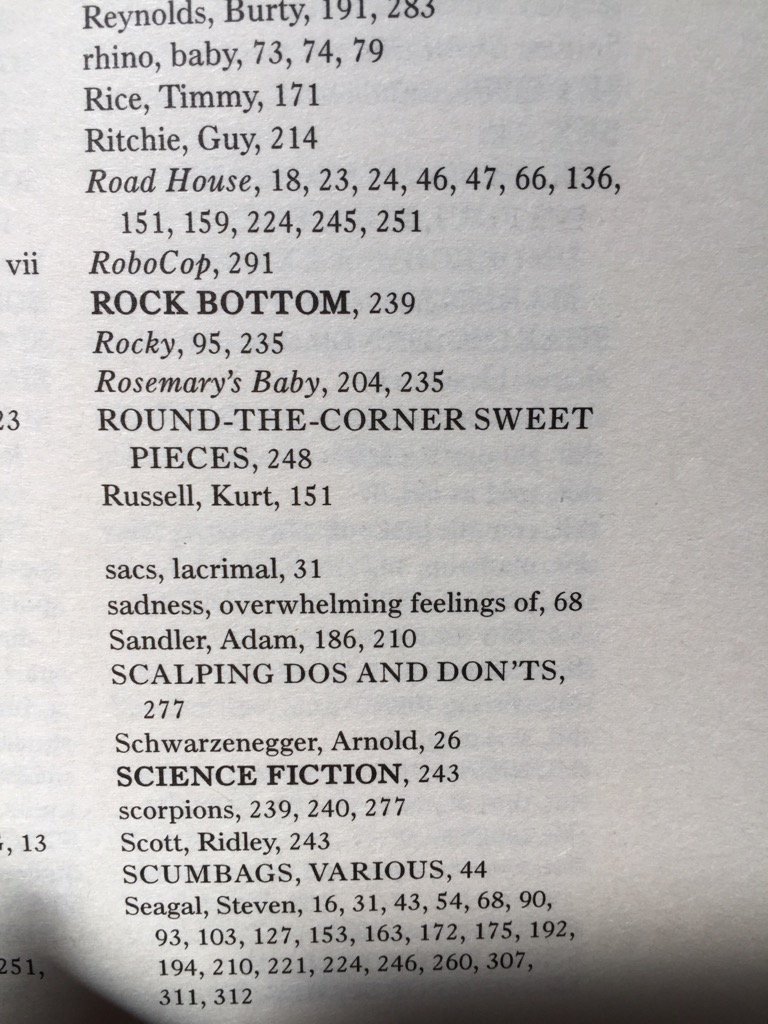 Reynolds, Burty, 191, 283
rhino, baby, 73, 74, 79
Rice, Timmy, 171
Ritchie, Guy, 214
Road House, 18, 23, 24, 46, 47, 66, 136,
151, 159, 224, 245, 251
vii
RoboCop, 291
ROCK BOTTOM, 239
Rocky, 95, 235
Rosemary's Baby, 204, 235
23
ROUND-THE-CORNER SWEET
PIECES, 248
Russell, Kurt, 151
sacs, lacrimal, 31
sadness, overwhelming feelings of, 68
Sandler, Adam, 186, 210
SCALPING DOS AND DON'TS,
277
Schwarzenegger, Arnold, 26
SCIENCE FICTION, 243
scorpions, 239, 240, 277
, 13
Scott, Ridley, 243
SCUMBAGS, VARIOUS, 44
Seagal, Steven, 16, 31, 43, 54, 68, 90,
93, 103, 127, 153, 163, 172, 175, 192,
251,
194, 210, 221, 224, 246, 260, 307,
311, 312